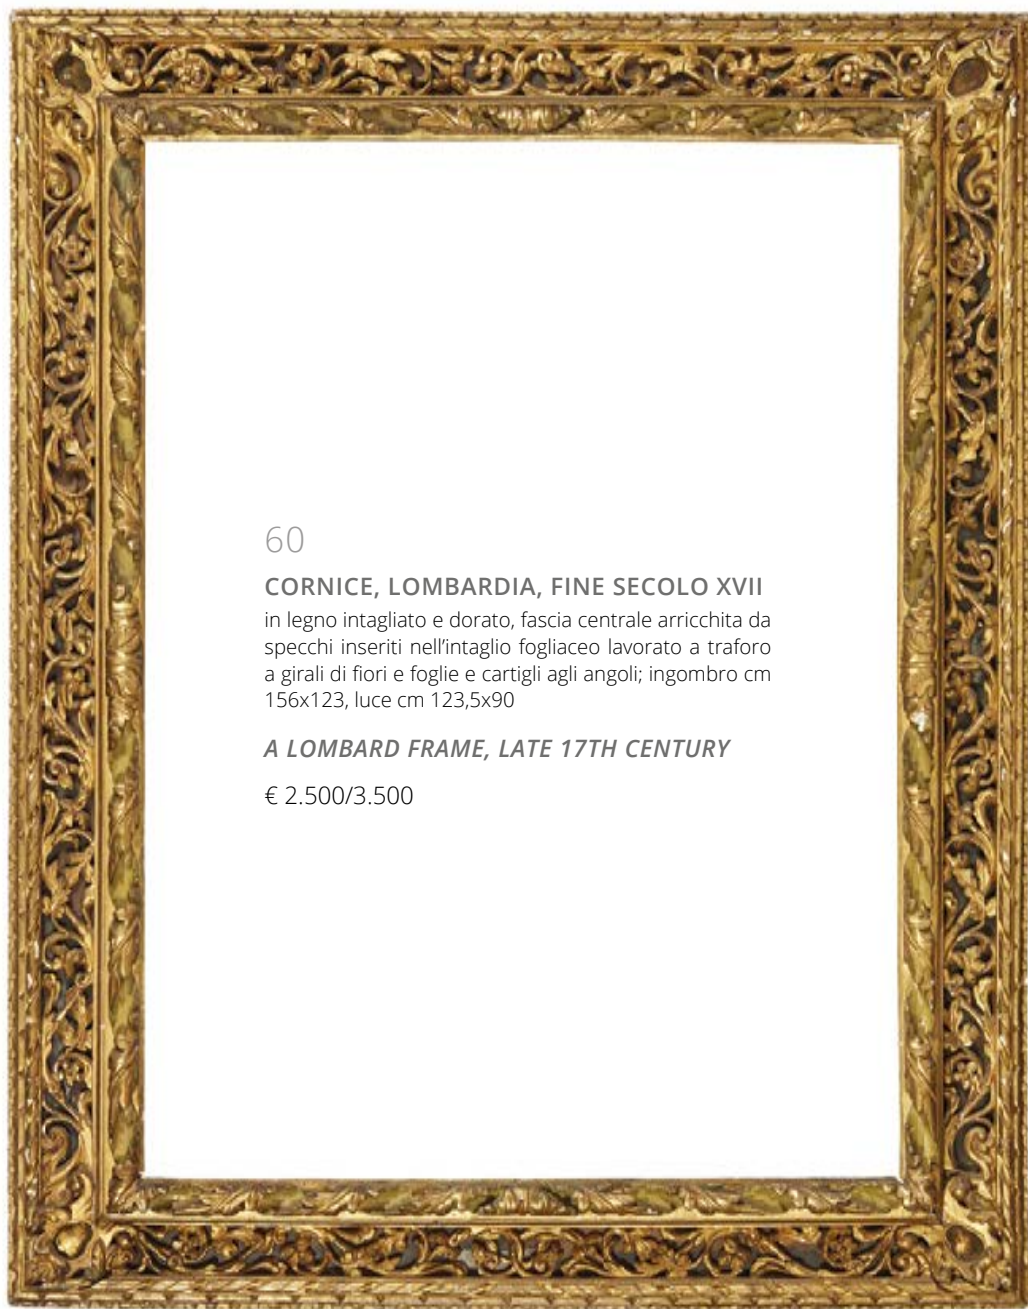 60
CORNICE, LOMBARDIA, FINE SECOLO XVII
in legno intagliato e dorato, fascia centrale arricchita da
specchi inseriti nell'intaglio fogliaceo lavorato a traforo
a girali di fiori e foglie e cartigli agli angoli; ingombro cm
156x123, luce cm 123,5x90
A LOMBARD FRAME, LATE 17TH CENTURY
€ 2.500/3.500